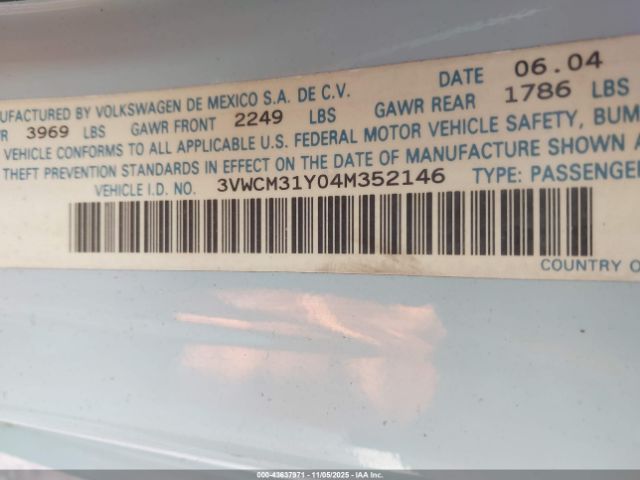 UFACTURED BY VOLKSWAGEN DE MEXICO S.A. DE C.V. DATE 06.04
R 3969 LBS GAWR FRONT 2249 LBS GAWR REAR 1786 LBS
VEHICLE CONFORMS TO ALL APPLICABLE U.S. FEDERAL MOTOR VEHICLE SAFETY, BUM
THEFT PREVENTION STANDARDS IN EFFECT ON THE DATE OF MANUFACTURE SHOWN A
VEHICLE I.D. NO. 3VWCM31Y04M352146 TYPE: PASSENGER
COUNTRY O
000-43637971 - 11/05/2025 - IAA Inc.